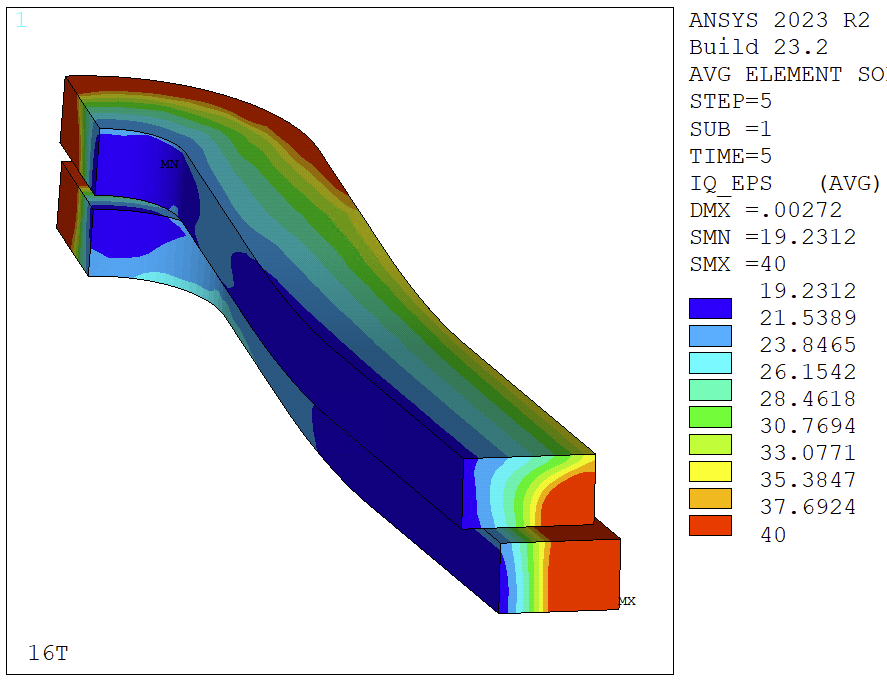 1
ANSYS 2023 R2
Build 23.2
AVG ELEMENT SO
STEP=5
SUB =1
TIME=5
IQ_EPS (AVG)
DMX =.00272
SMN =19.2312
SMX =40
19.2312
21.5389
23.8465
26.1542
28.4618
30.7694
33.0771
35.3847
37.6924
40
MN
MX
16T